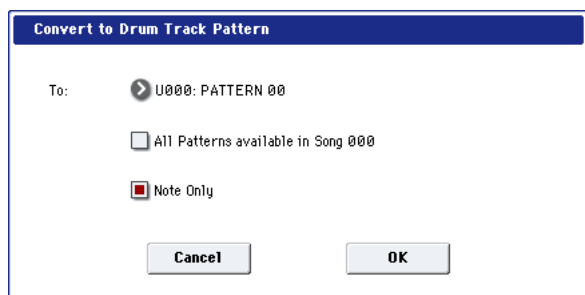 Convert to Drum Track Pattern
To: U000: PATTERN 00
All Patterns available in Song 000
Note Only
Cancel OK